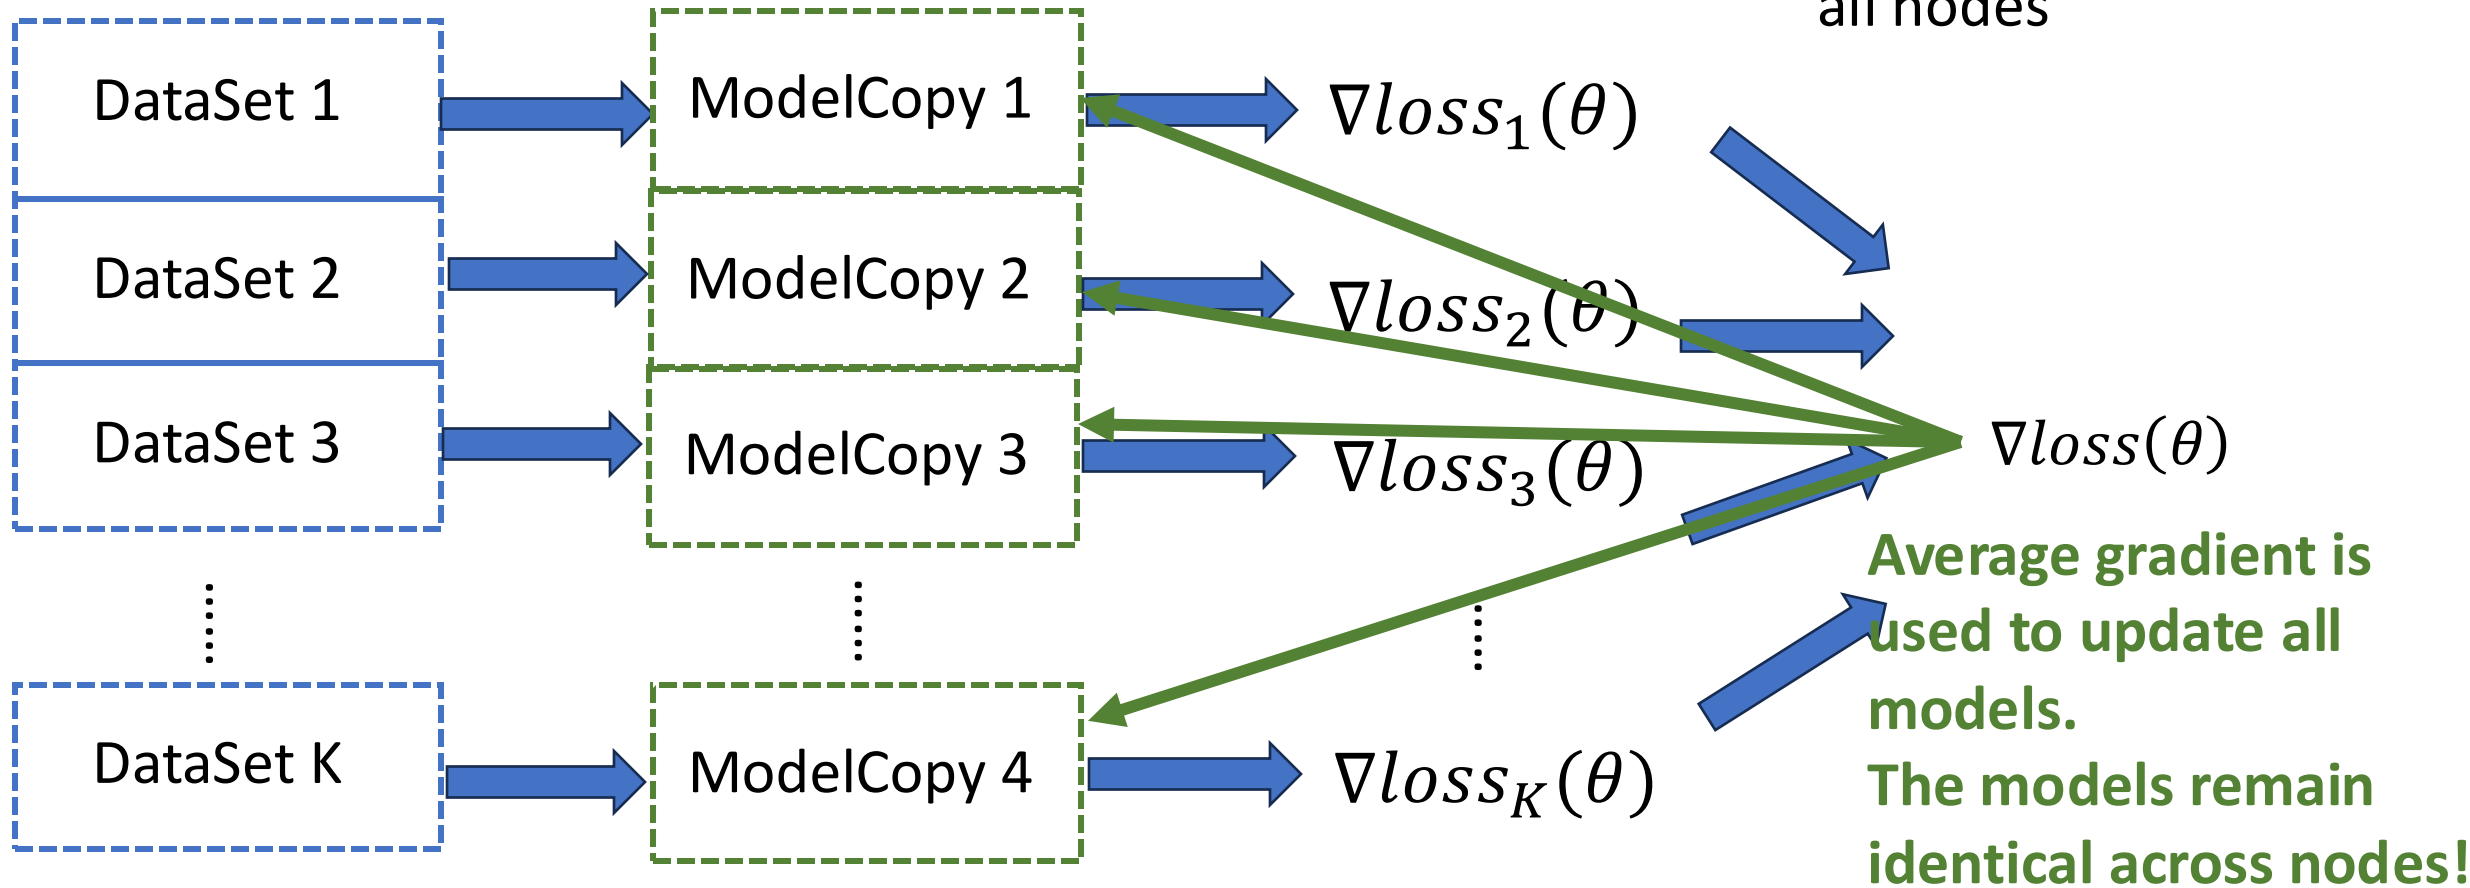 all nodes
DataSet 1
ModelCopy 1
∇loss₁(θ)
DataSet 2
ModelCopy 2
∇loss₂(θ)
DataSet 3
ModelCopy 3
∇loss₃(θ)
∇loss(θ)
DataSet K
ModelCopy 4
∇loss_K(θ)
Average gradient is
used to update all
models.
The models remain
identical across nodes!